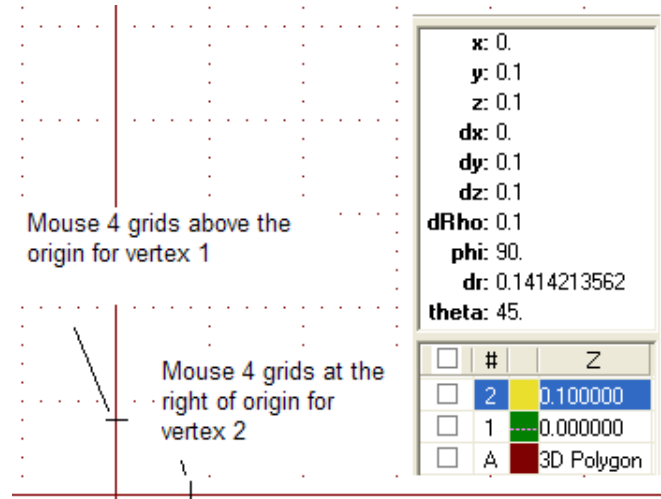 Mouse 4 grids above the
origin for vertex 1
Mouse 4 grids at the
right of origin for
vertex 2
x: 0.
y: 0.1
z: 0.1
dx: 0.
dy: 0.1
dz: 0.1
dRho: 0.1
phi: 90.
dr: 0.1414213562
theta: 45.
# Z
2 0.100000
1 0.000000
A 3D Polygon